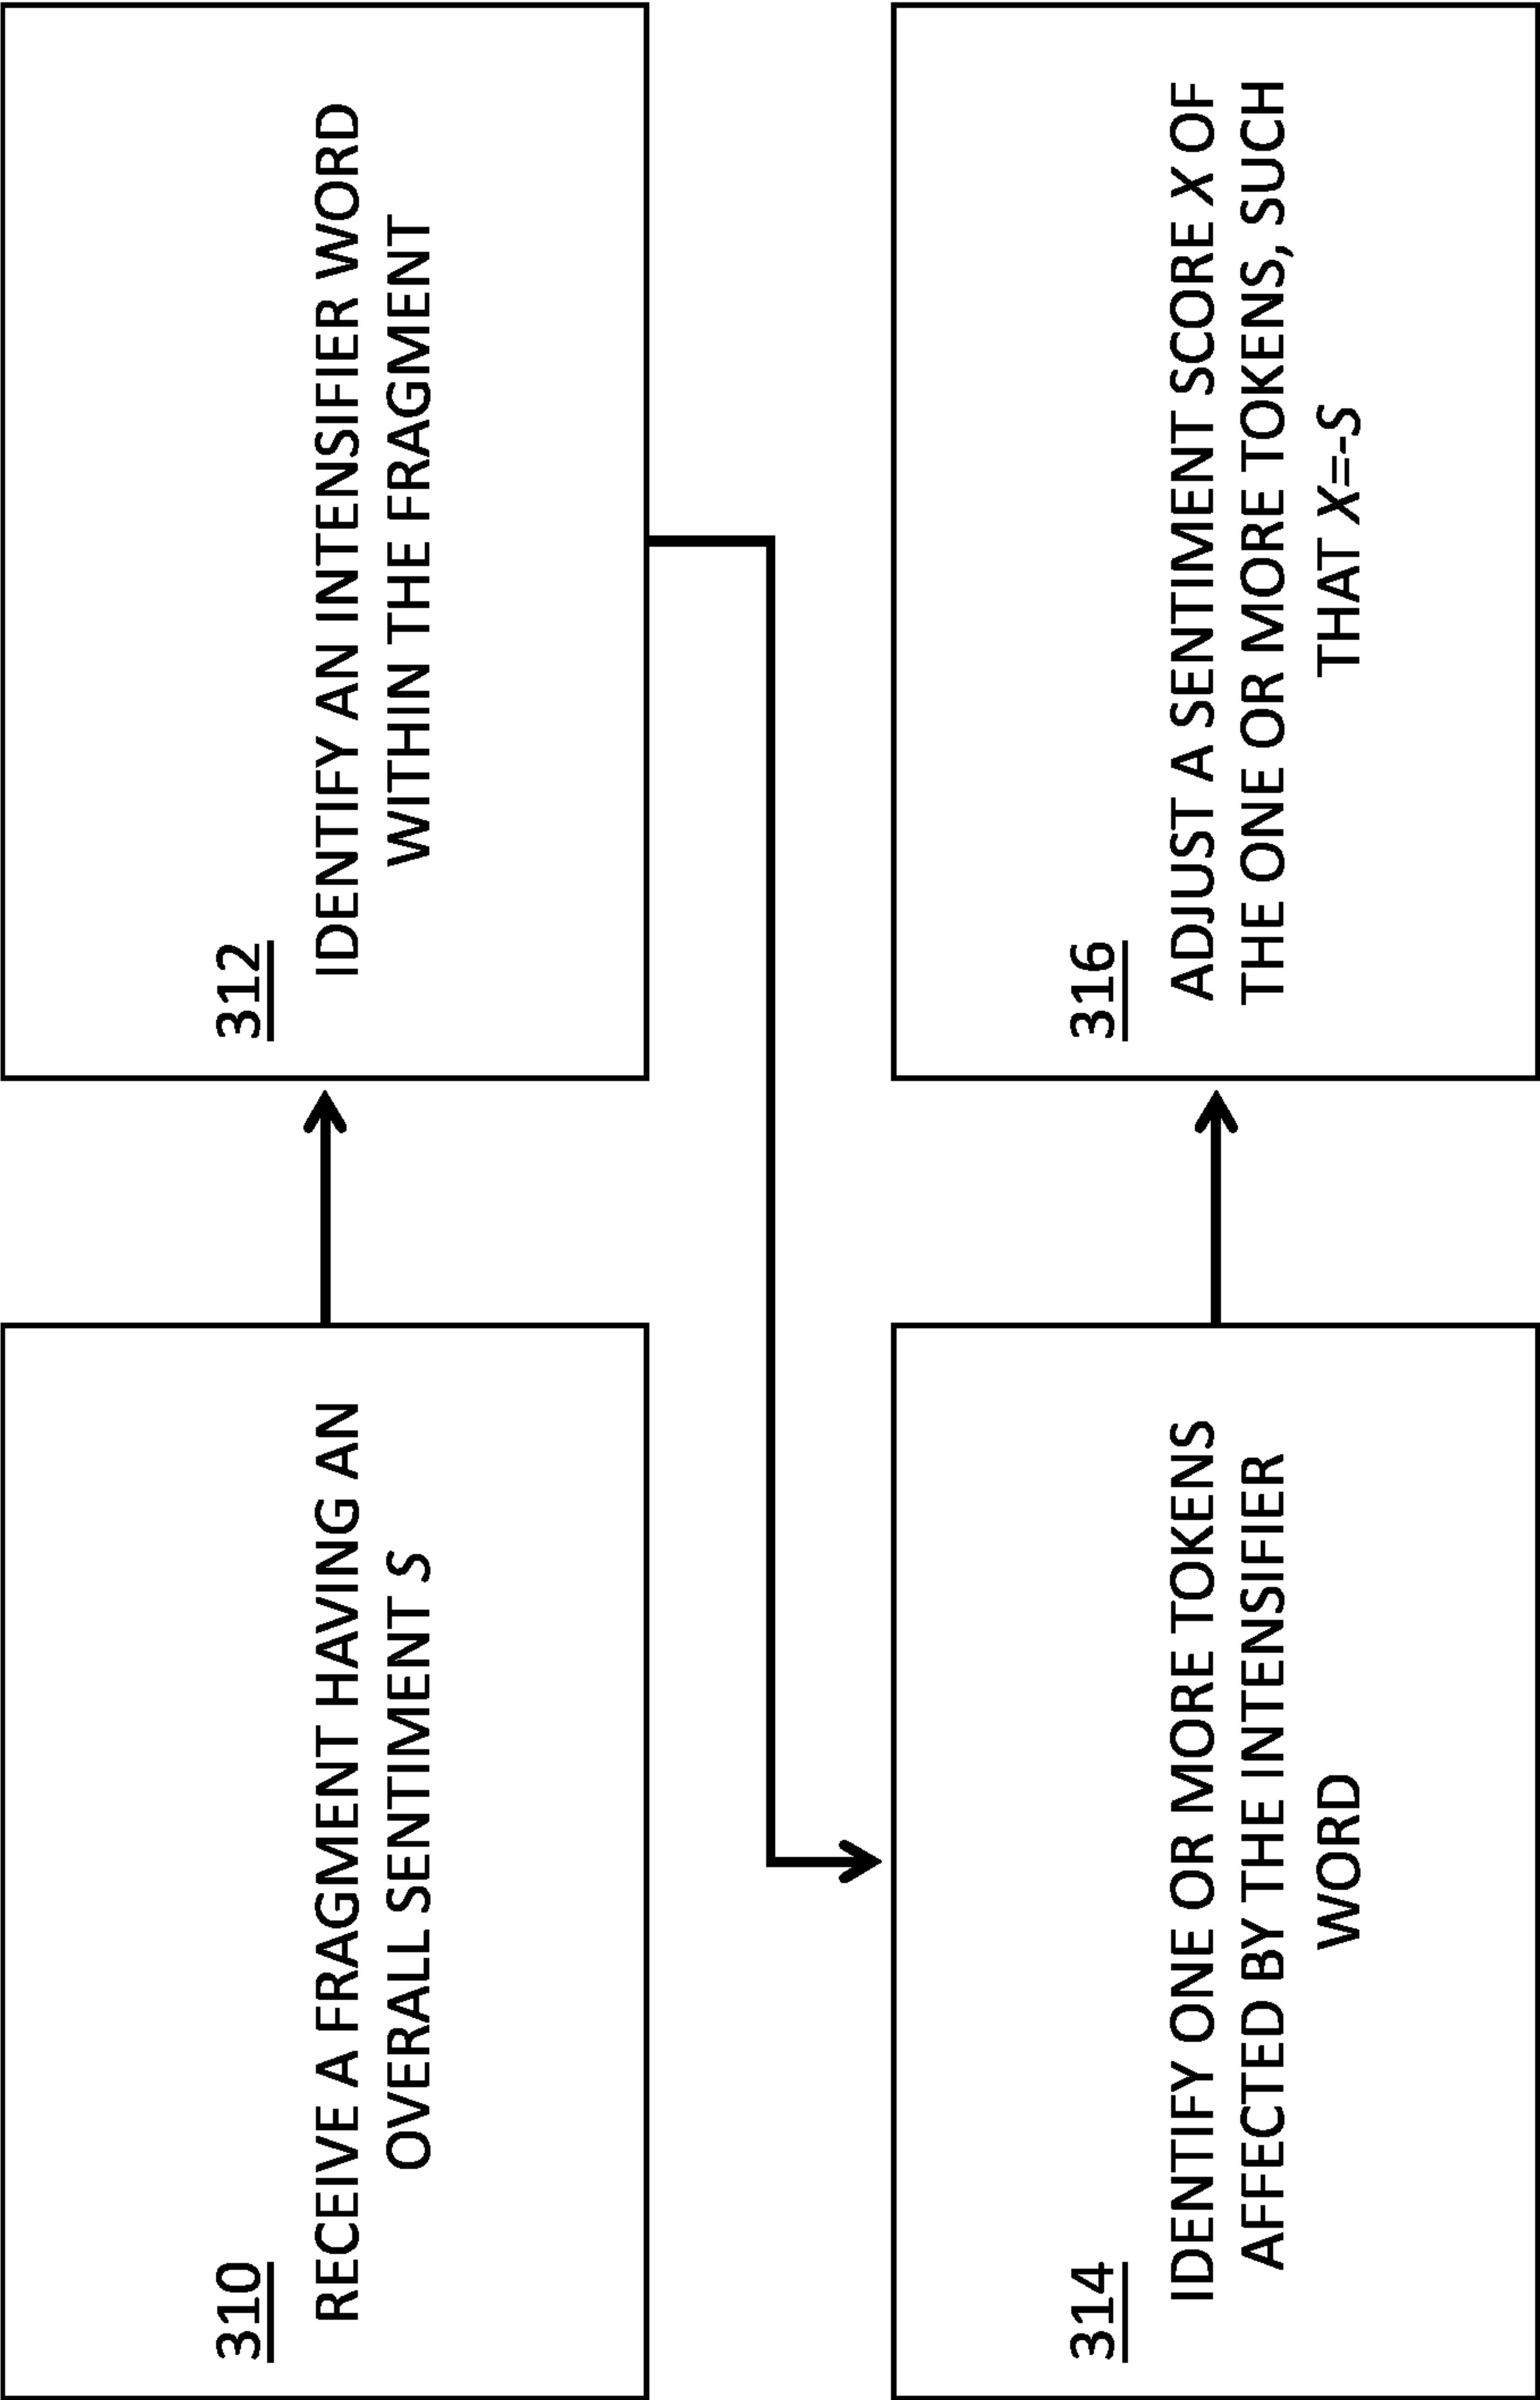 310
RECEIVE A FRAGMENT HAVING AN
OVERALL SENTIMENT S
312
IDENTIFY AN INTENSIFIER WORD
WITHIN THE FRAGMENT
314
IDENTIFY ONE OR MORE TOKENS
AFFECTED BY THE INTENSIFIER
WORD
316
ADJUST A SENTIMENT SCORE X OF
THE ONE OR MORE TOKENS, SUCH
THAT X=-S